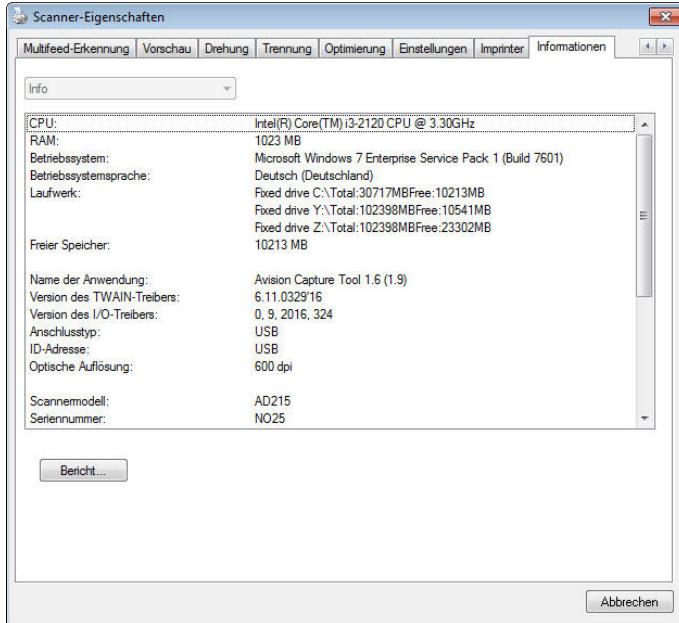 Scanner-Eigenschaften
Multifeed-Erkennung Vorschau Drehung Trennung Optimierung Einstellungen Imprinter Informationen
Info
CPU: Intel(R) Core(TM) i3-2120 CPU @ 3.30GHz
RAM: 1023 MB
Betriebssystem: Microsoft Windows 7 Enterprise Service Pack 1 (Build 7601)
Betriebssystemsprache: Deutsch (Deutschland)
Laufwerk: Fixed drive C:\Total:30717MBFree:10213MB
Fixed drive Y:\Total:102398MBFree:10541MB
Fixed drive Z:\Total:102398MBFree:23302MB
Freier Speicher: 10213 MB
Name der Anwendung: Avision Capture Tool 1.6 (1.9)
Version des TWAIN-Treibers: 6.11.0329'16
Version des I/O-Treibers: 0, 9, 2016, 324
Anschlusstyp: USB
ID-Adresse: USB
Optische Auflösung: 600 dpi
Scannermodell: AD215
Seriennummer: NO25
Bericht...
Abbrechen